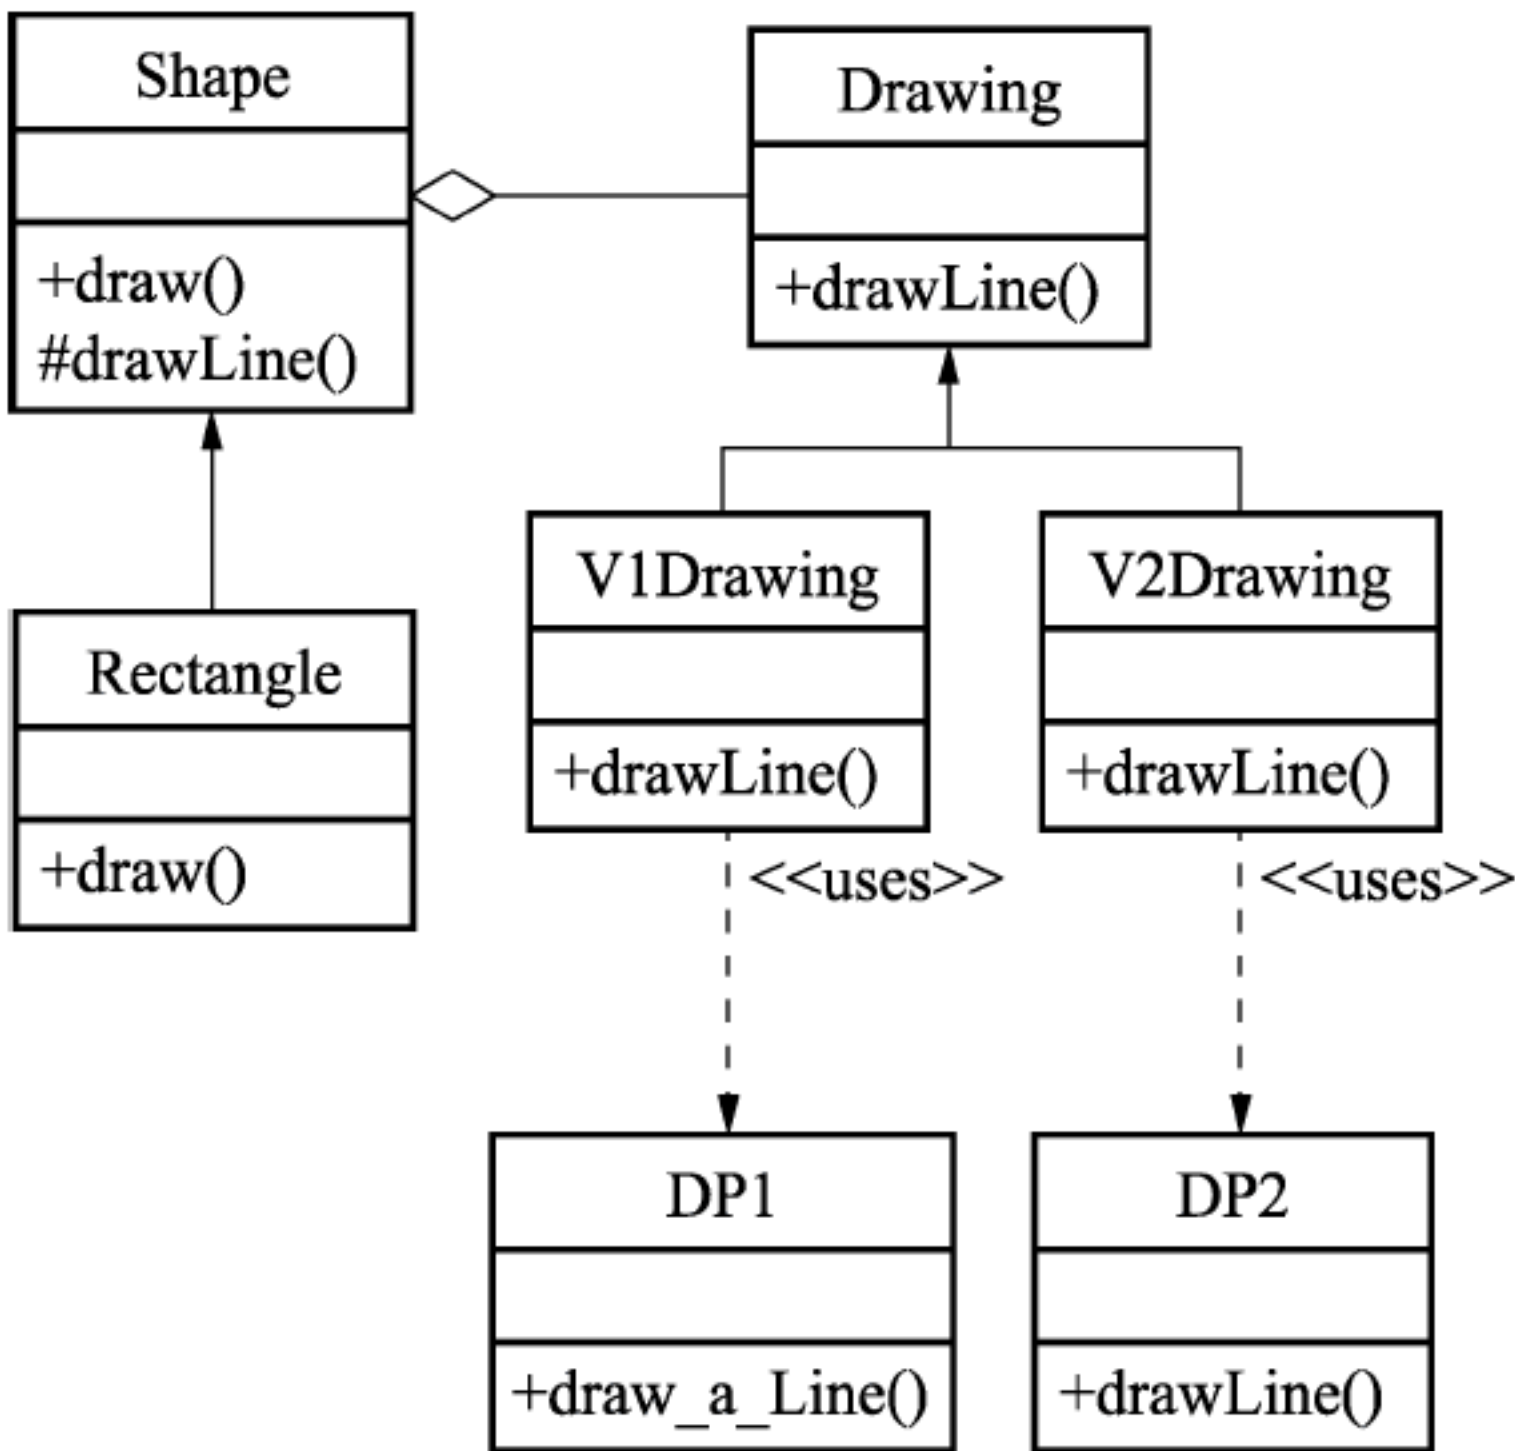 Shape
+draw()
#drawLine()
Drawing
+drawLine()
Rectangle
+draw()
V1Drawing
+drawLine()
V2Drawing
+drawLine()
<<uses>>
<<uses>>
DP1
+draw_a_Line()
DP2
+drawLine()